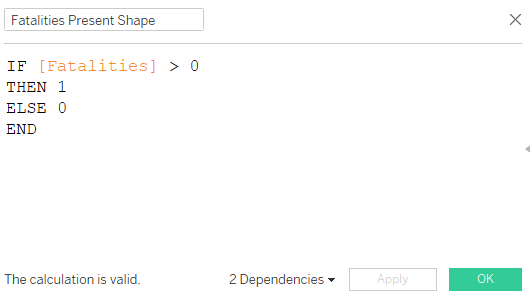 Fatalities Present Shape
IF [Fatalities] > 0
THEN 1
ELSE 0
END
The calculation is valid.
2 Dependencies
Apply
OK